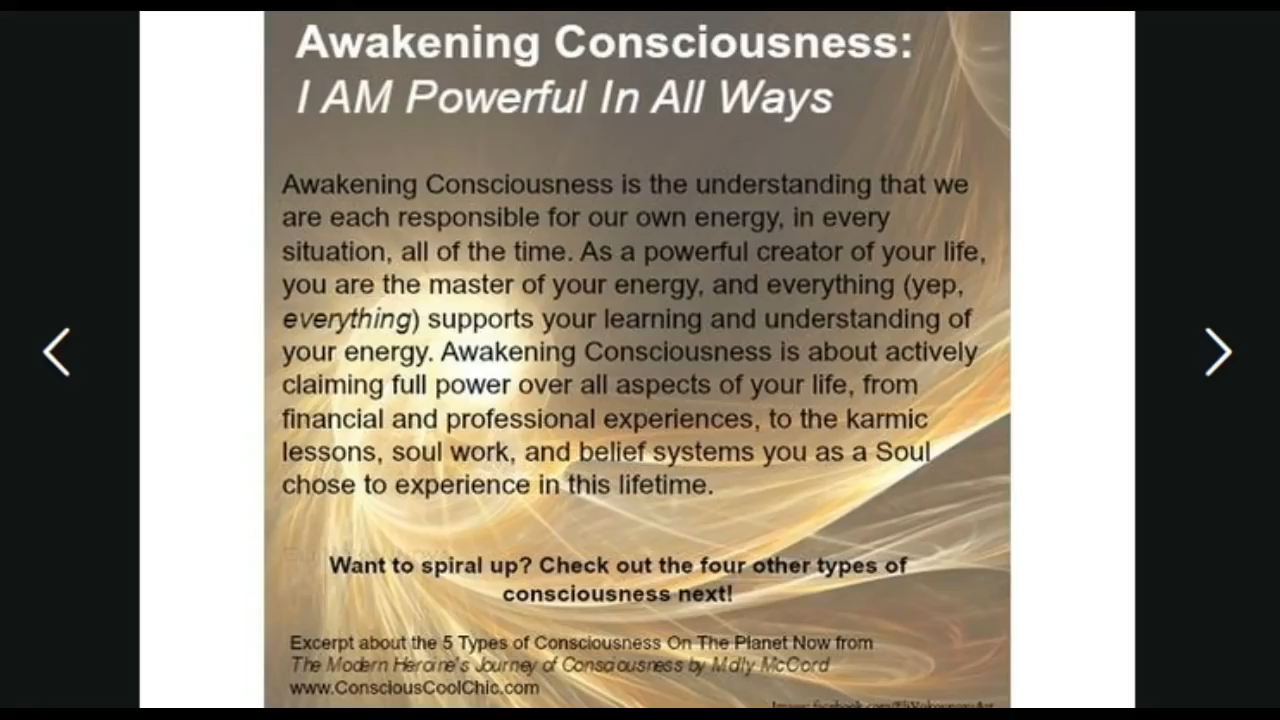 Awakening Consciousness:
I AM Powerful In All Ways
Awakening Consciousness is the understanding that we
are each responsible for our own energy, in every
situation, all of the time. As a powerful creator of your life,
you are the master of your energy, and everything (yep,
everything) supports your learning and understanding of
your energy. Awakening Consciousness is about actively
claiming full power over all aspects of your life, from
financial and professional experiences, to the karmic
lessons, soul work, and belief systems you as a Soul
chose to experience in this lifetime.
Want to spiral up? Check out the four other types of
consciousness next!
Excerpt about the 5 Types of Consciousness On The Planet Now from
The Modern Heroine's Journey of Consciousness by Molly McCord
www.ConsciousCoolChic.com